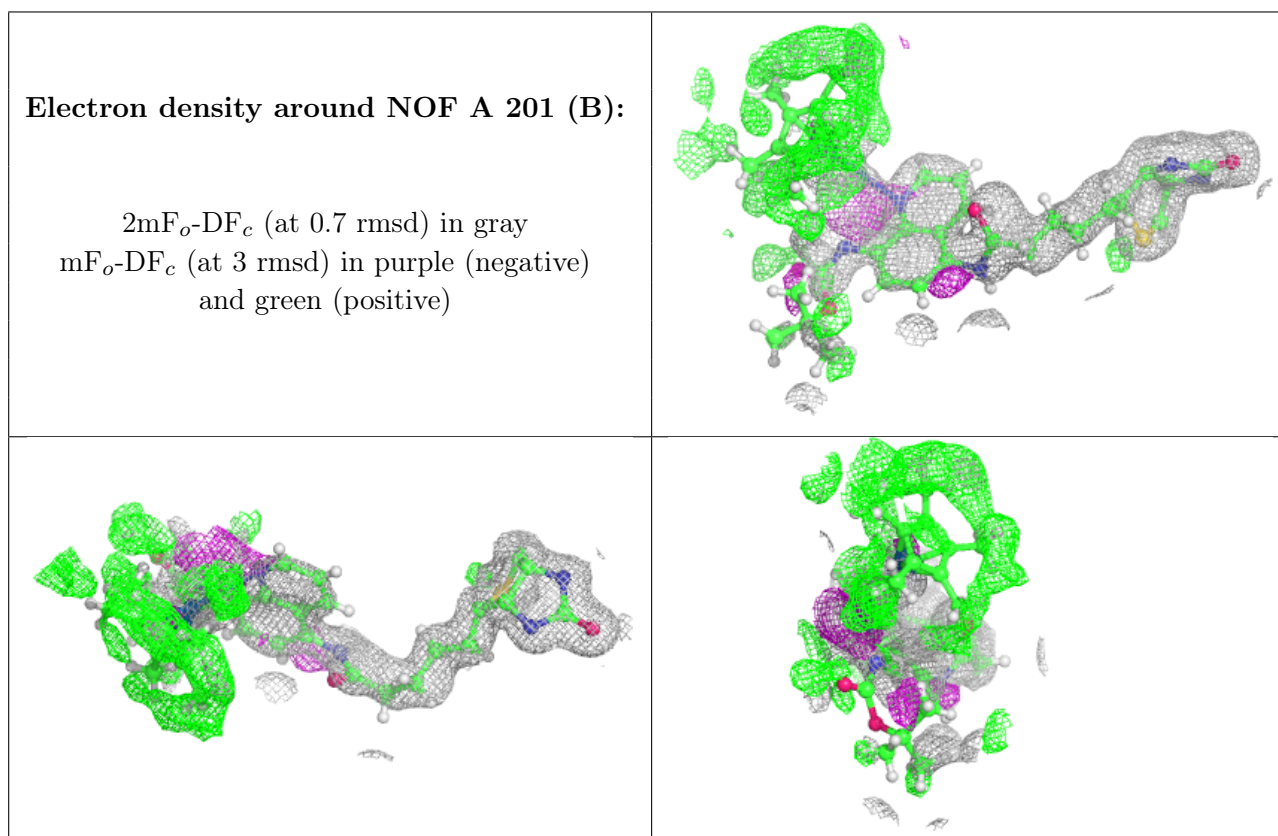 Electron density around NOF A 201 (B):
2mFo-DFc (at 0.7 rmsd) in gray
mFo-DFc (at 3 rmsd) in purple (negative)
and green (positive)